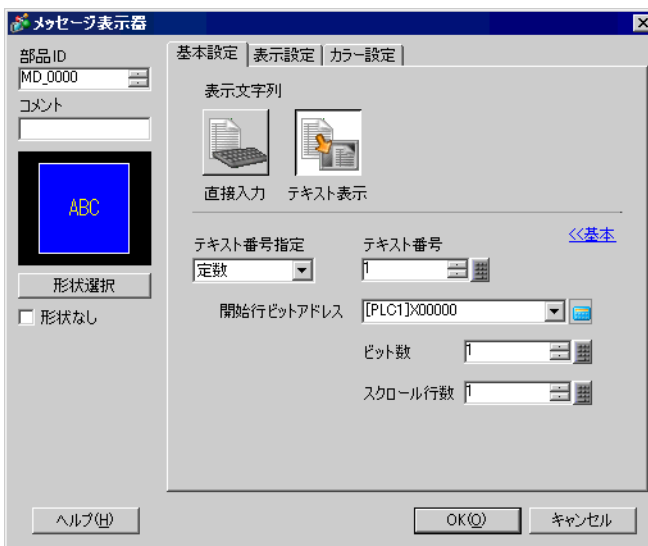 メッセージ表示器
部品ID
MD_0000
コメント
ABC
形状選択
形状なし
基本設定 表示設定 カラー設定
表示文字列
直接入力 テキスト表示
<<基本
テキスト番号指定 テキスト番号
定数 1
開始行ビットアドレス [PLC1]X00000
ビット数 1
スクロール行数 1
ヘルプ(H) OK(O) キャンセル